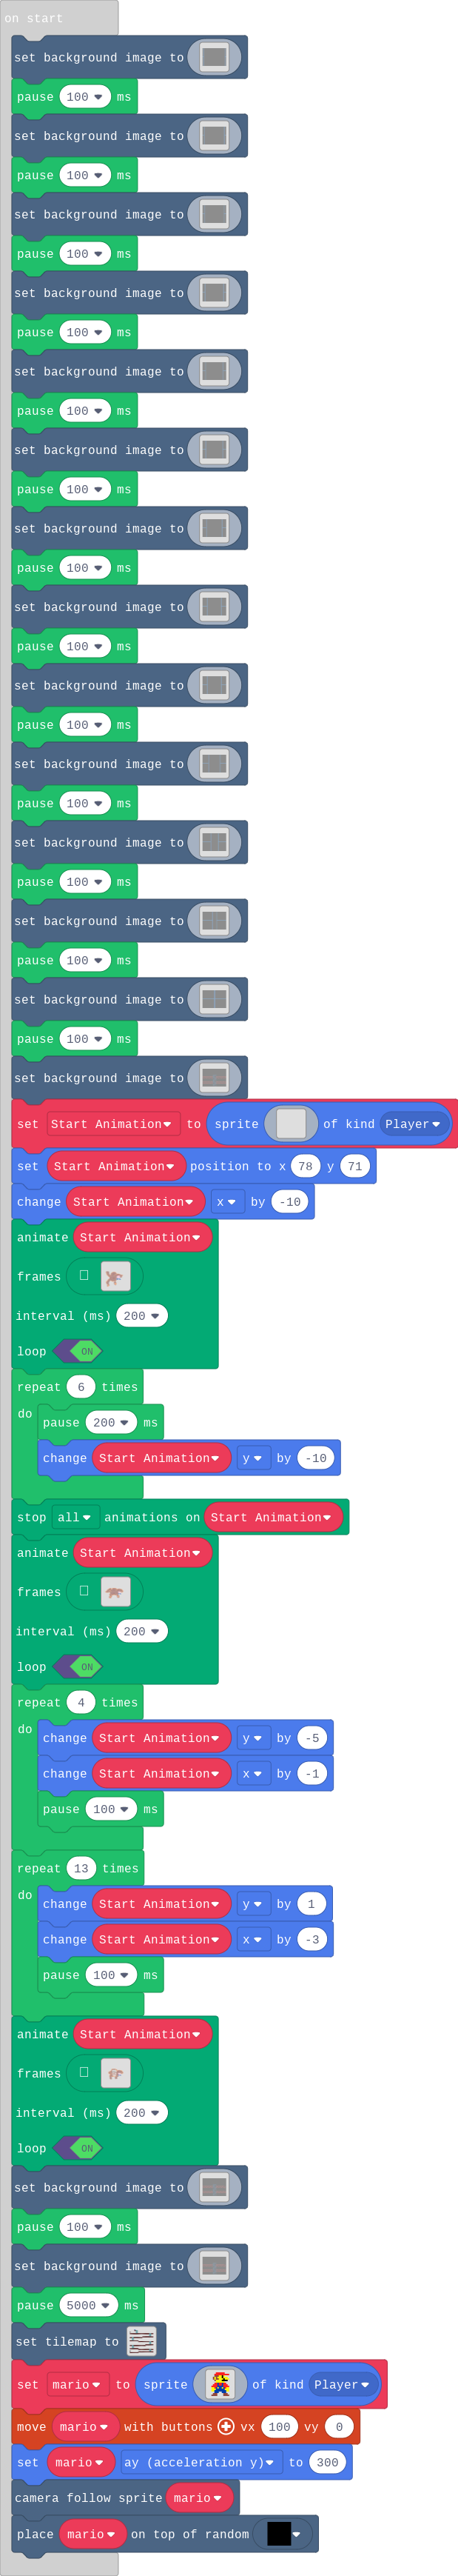 on start
set background image to
pause 100 ms
set background image to
pause 100 ms
set background image to
pause 100 ms
set background image to
pause 100 ms
set background image to
pause 100 ms
set background image to
pause 100 ms
set background image to
pause 100 ms
set background image to
pause 100 ms
set background image to
pause 100 ms
set background image to
pause 100 ms
set background image to
pause 100 ms
set background image to
pause 100 ms
set background image to
pause 100 ms
set background image to
set Start Animation to sprite of kind Player
set Start Animation position to x 78 y 71
change Start Animation x by -10
animate Start Animation
frames
interval (ms) 200
loop ON
repeat 6 times
do pause 200 ms
change Start Animation y by -10
stop all animations on Start Animation
animate Start Animation
frames
interval (ms) 200
loop ON
repeat 4 times
do change Start Animation y by -5
change Start Animation x by -1
pause 100 ms
repeat 13 times
do change Start Animation y by 1
change Start Animation x by -3
pause 100 ms
animate Start Animation
frames
interval (ms) 200
loop ON
set background image to
pause 100 ms
set background image to
pause 5000 ms
set tilemap to
set mario to sprite of kind Player
move mario with buttons vx 100 vy 0
set mario ay (acceleration y) to 300
camera follow sprite mario
place mario on top of random